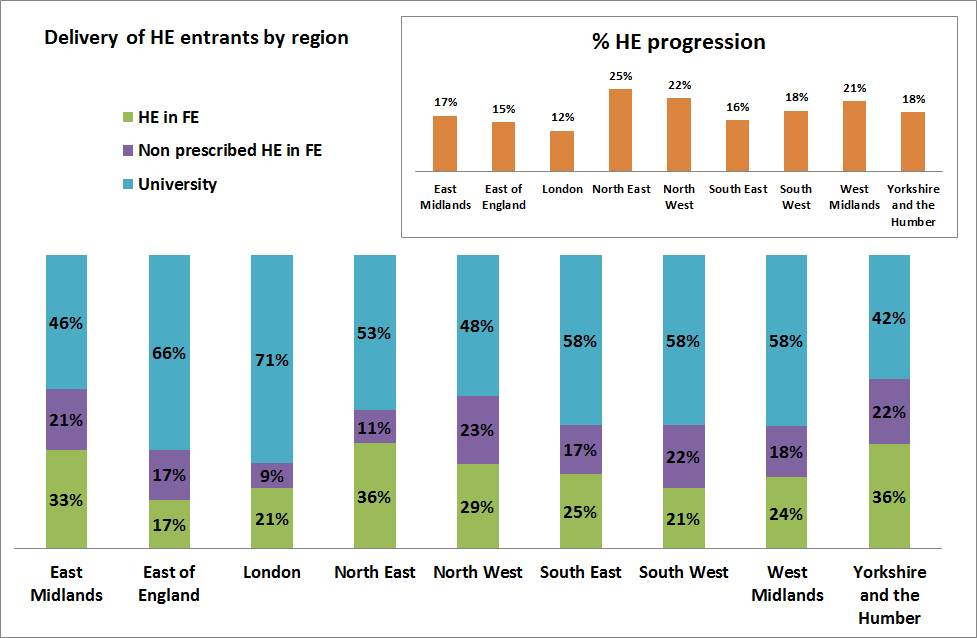 Delivery of HE entrants by region
HE in FE
Non prescribed HE in FE
University
% HE progression
17% 15% 12% 25% 22% 16% 18% 21% 18%
East East of London North East North South East South West Yorkshire
Midlands England West West Midlands and the
Humber
46% 66% 71% 53% 48% 58% 58% 58% 42%
21% 17% 9% 11% 23% 17% 22% 18% 22%
33% 17% 21% 36% 29% 25% 21% 24% 36%
East East of London North East North West South East South West West Yorkshire
Midlands England Midlands and the
Humber